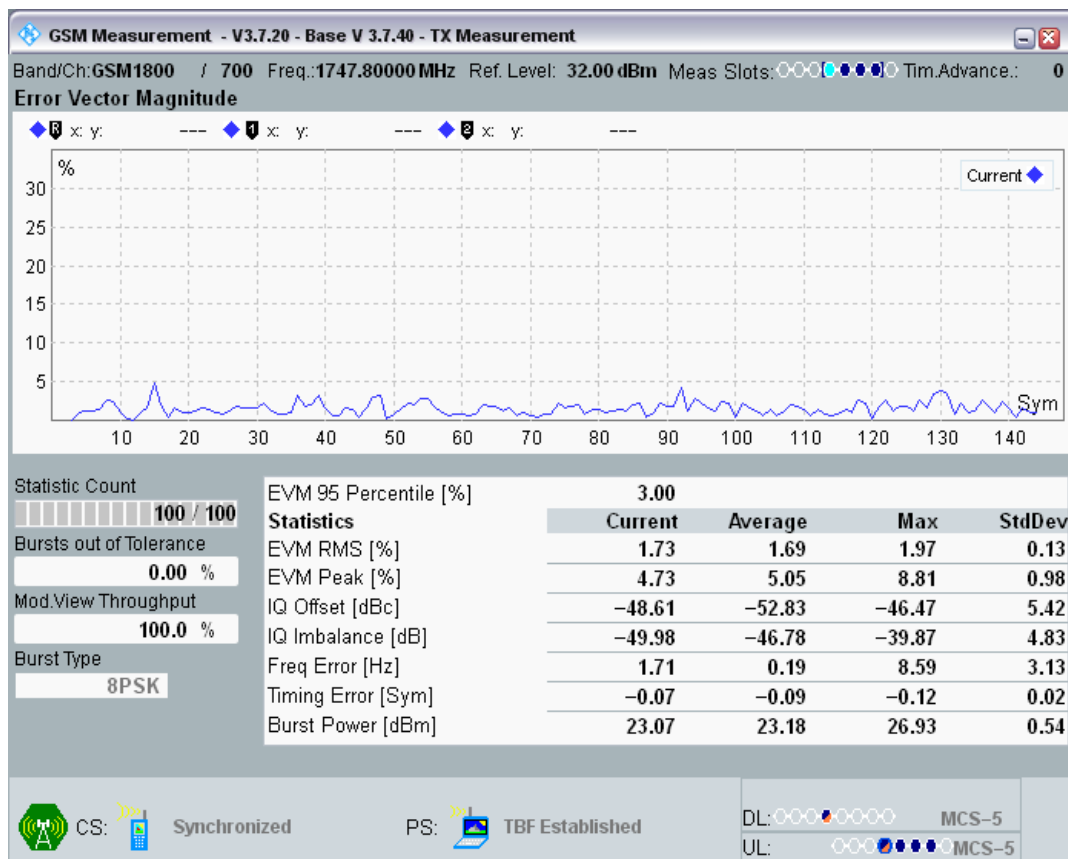 GSM Measurement - V3.7.20 - Base V 3.7.40 - TX Measurement
Band/Ch:GSM1800 / 700 Freq.:1747.80000 MHz Ref. Level: 32.00 dBm Meas Slots: Tim.Advance.: 0
Error Vector Magnitude
R x: y: --- 1 x: y: --- 2 x: y: ---
%
Current
30
25
20
15
10
5
Sym
10 20 30 40 50 60 70 80 90 100 110 120 130 140
Statistic Count
100 / 100
Bursts out of Tolerance
0.00 %
Mod.View Throughput
100.0 %
Burst Type
8PSK
EVM 95 Percentile [%] 3.00
Statistics Current Average Max StdDev
EVM RMS [%] 1.73 1.69 1.97 0.13
EVM Peak [%] 4.73 5.05 8.81 0.98
IQ Offset [dBc] −48.61 −52.83 −46.47 5.42
IQ Imbalance [dB] −49.98 −46.78 −39.87 4.83
Freq Error [Hz] 1.71 0.19 8.59 3.13
Timing Error [Sym] −0.07 −0.09 −0.12 0.02
Burst Power [dBm] 23.07 23.18 26.93 0.54
CS: Synchronized PS: TBF Established
DL: MCS−5
UL: MCS−5